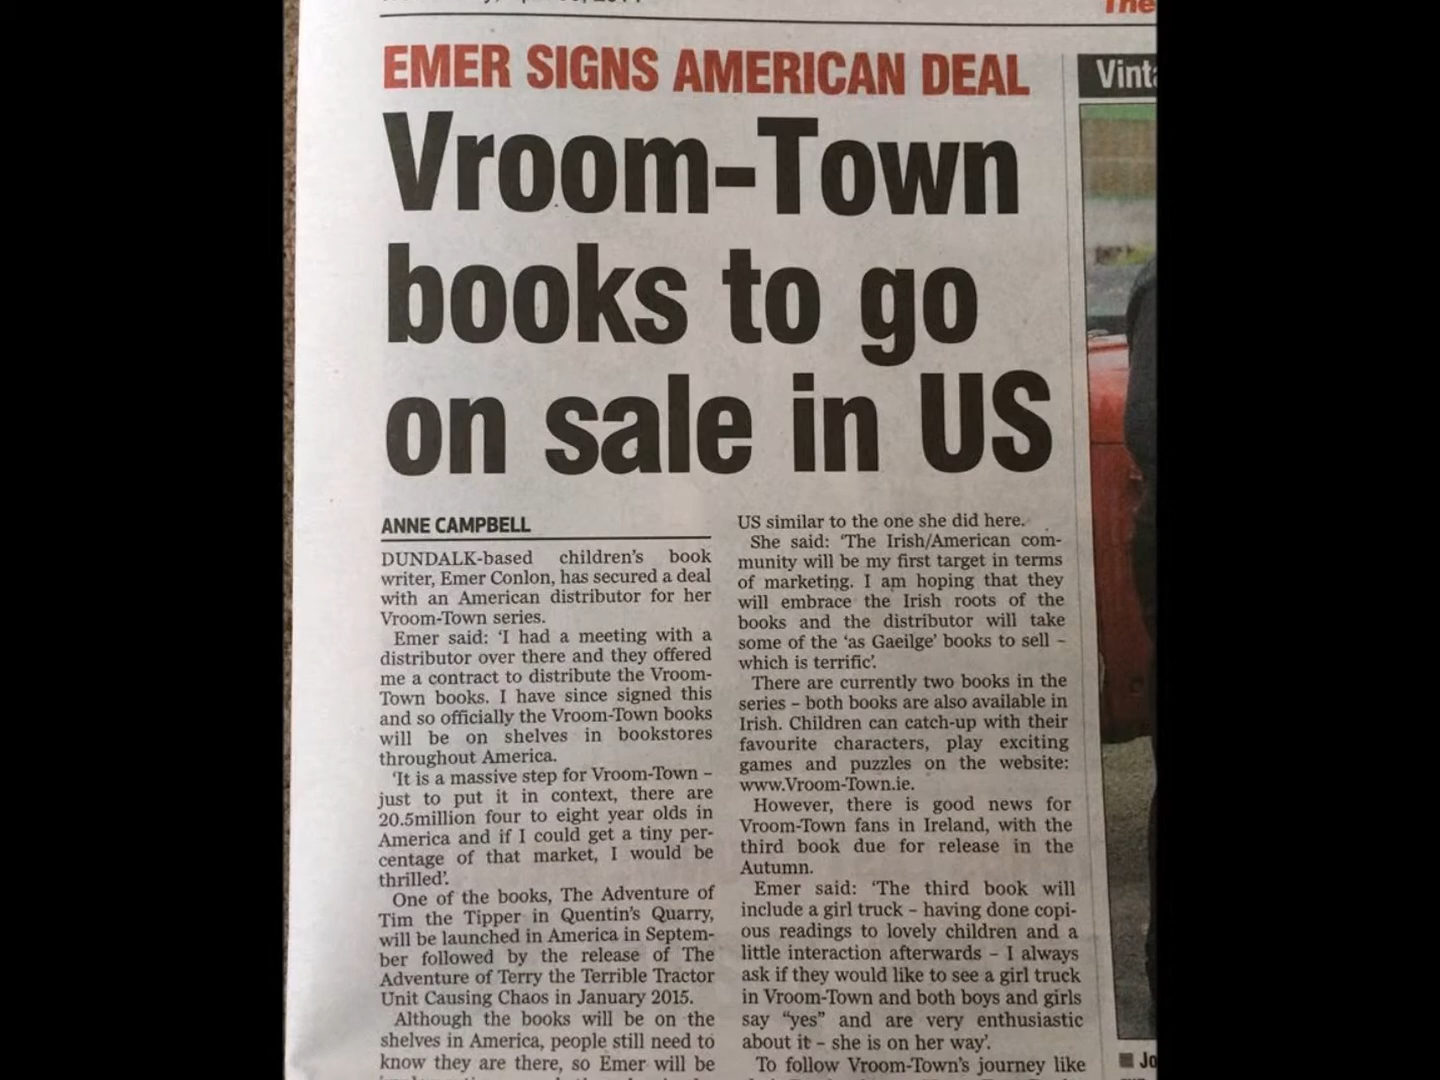 The
EMER SIGNS AMERICAN DEAL
Vroom-Town
books to go
on sale in US
ANNE CAMPBELL
DUNDALK-based children's book
writer, Emer Conlon, has secured a deal
with an American distributor for her
Vroom-Town series.
Emer said: 'I had a meeting with a
distributor over there and they offered
me a contract to distribute the Vroom-
Town books. I have since signed this
and so officially the Vroom-Town books
will be on shelves in bookstores
throughout America.
'It is a massive step for Vroom-Town –
just to put it in context, there are
20.5million four to eight year olds in
America and if I could get a tiny per-
centage of that market, I would be
thrilled'.
One of the books, The Adventure of
Tim the Tipper in Quentin's Quarry,
will be launched in America in Septem-
ber followed by the release of The
Adventure of Terry the Terrible Tractor
Unit Causing Chaos in January 2015.
Although the books will be on the
shelves in America, people still need to
know they are there, so Emer will be
US similar to the one she did here.
She said: 'The Irish/American com-
munity will be my first target in terms
of marketing. I am hoping that they
will embrace the Irish roots of the
books and the distributor will take
some of the 'as Gaeilge' books to sell –
which is terrific'.
There are currently two books in the
series – both books are also available in
Irish. Children can catch-up with their
favourite characters, play exciting
games and puzzles on the website:
www.Vroom-Town.ie.
However, there is good news for
Vroom-Town fans in Ireland, with the
third book due for release in the
Autumn.
Emer said: 'The third book will
include a girl truck – having done copi-
ous readings to lovely children and a
little interaction afterwards – I always
ask if they would like to see a girl truck
in Vroom-Town and both boys and girls
say "yes" and are very enthusiastic
about it – she is on her way'.
To follow Vroom-Town's journey like
Vint
Jo